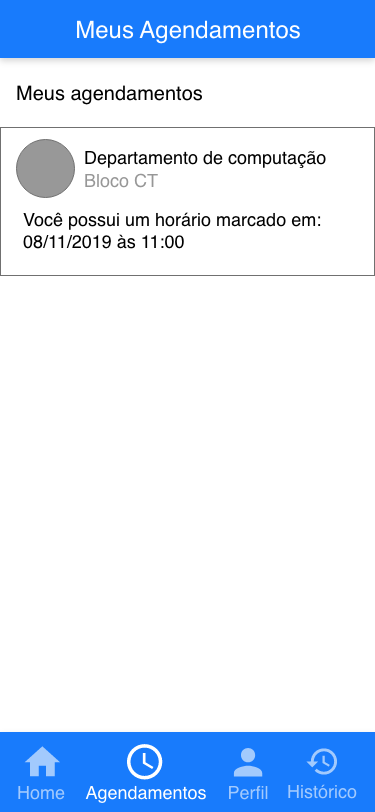 Meus Agendamentos
Meus agendamentos
Departamento de computação
Bloco CT
Você possui um horário marcado em:
08/11/2019 às 11:00
Home
Agendamentos
Perfil
Histórico